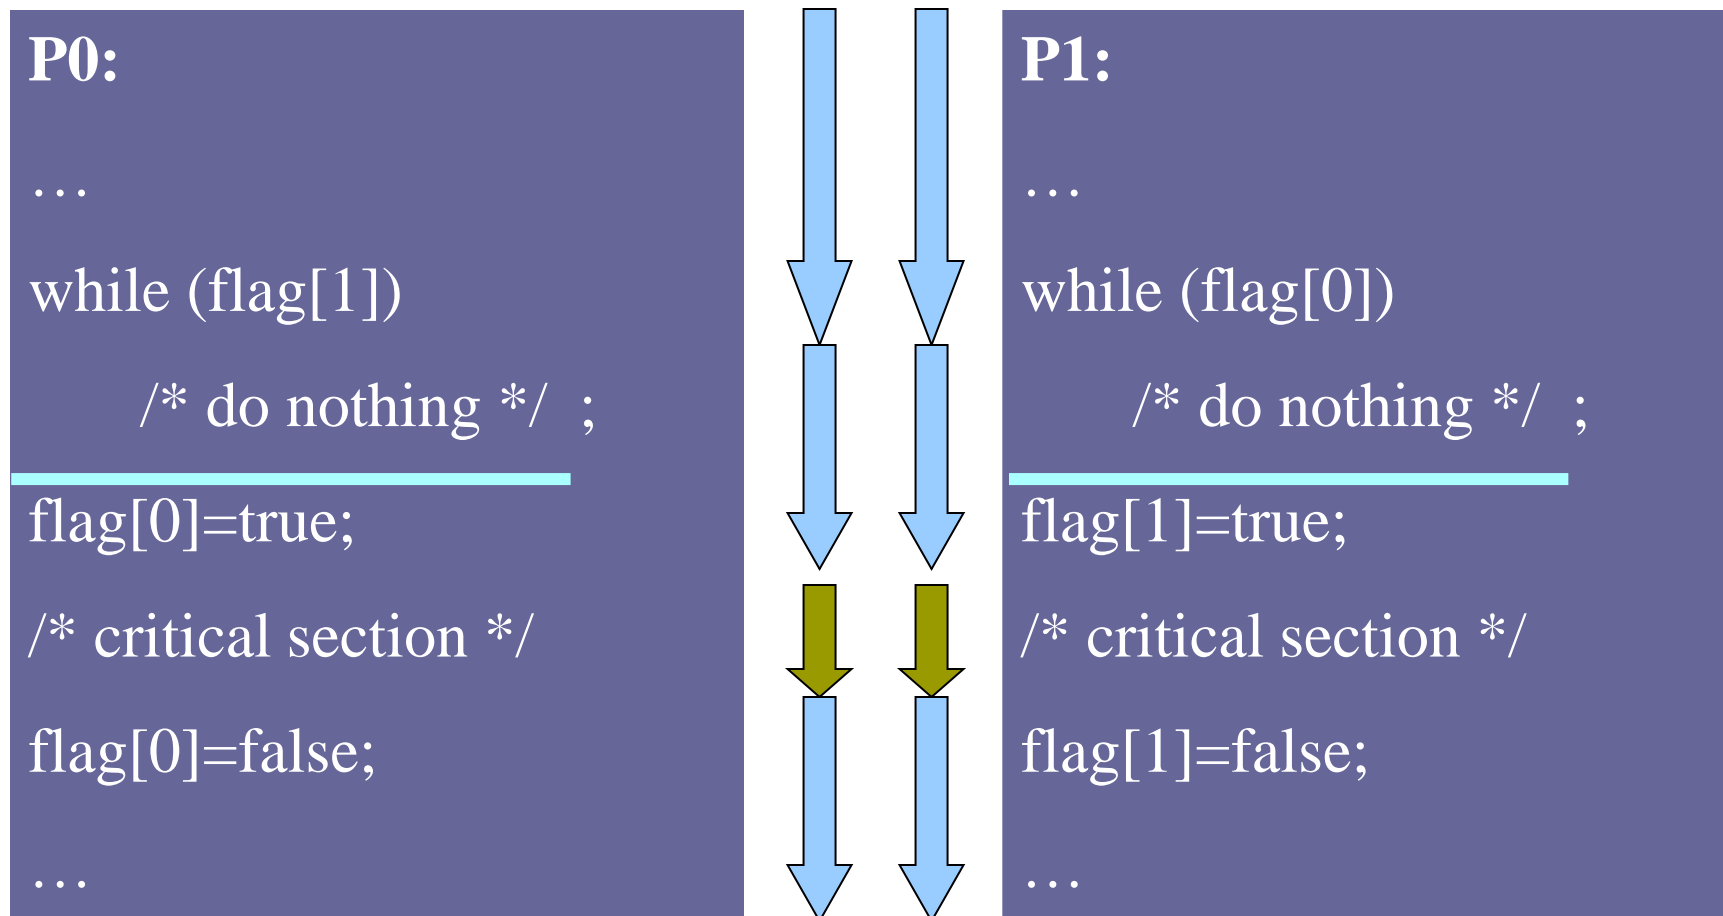 P0:
…
while (flag[1])
/* do nothing */ ;
flag[0]=true;
/* critical section */
flag[0]=false;
…
P1:
…
while (flag[0])
/* do nothing */ ;
flag[1]=true;
/* critical section */
flag[1]=false;
…